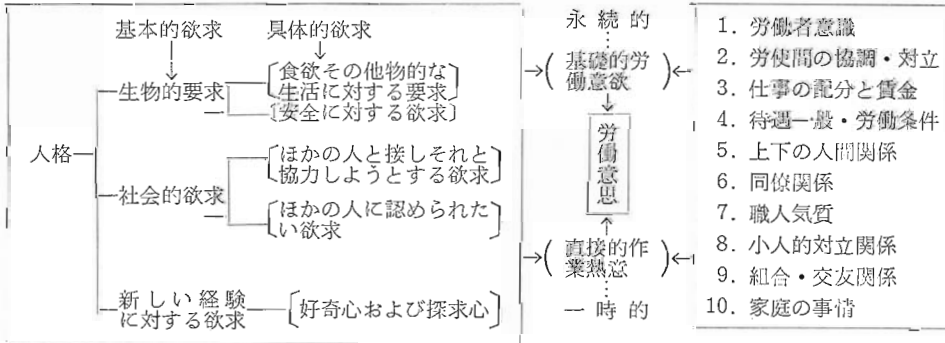 基本的欲求
具体的欲求
人格
生物的要求
食欲その他物的な
生活に対する要求
安全に対する欲求
社会的欲求
ほかの人と接しそれと
協力しようとする欲求
ほかの人に認められた
い欲求
新しい経験
に対する欲求
好奇心および探求心
永続的
基礎的労
働意欲
労働意思
直接的作
業熱意
一時的
1. 労働者意識
2. 労使間の協調・対立
3. 仕事の配分と賃金
4. 待遇一般・労働条件
5. 上下の人間関係
6. 同僚関係
7. 職人気質
8. 小人的対立関係
9. 組合・交友関係
10. 家庭の事情